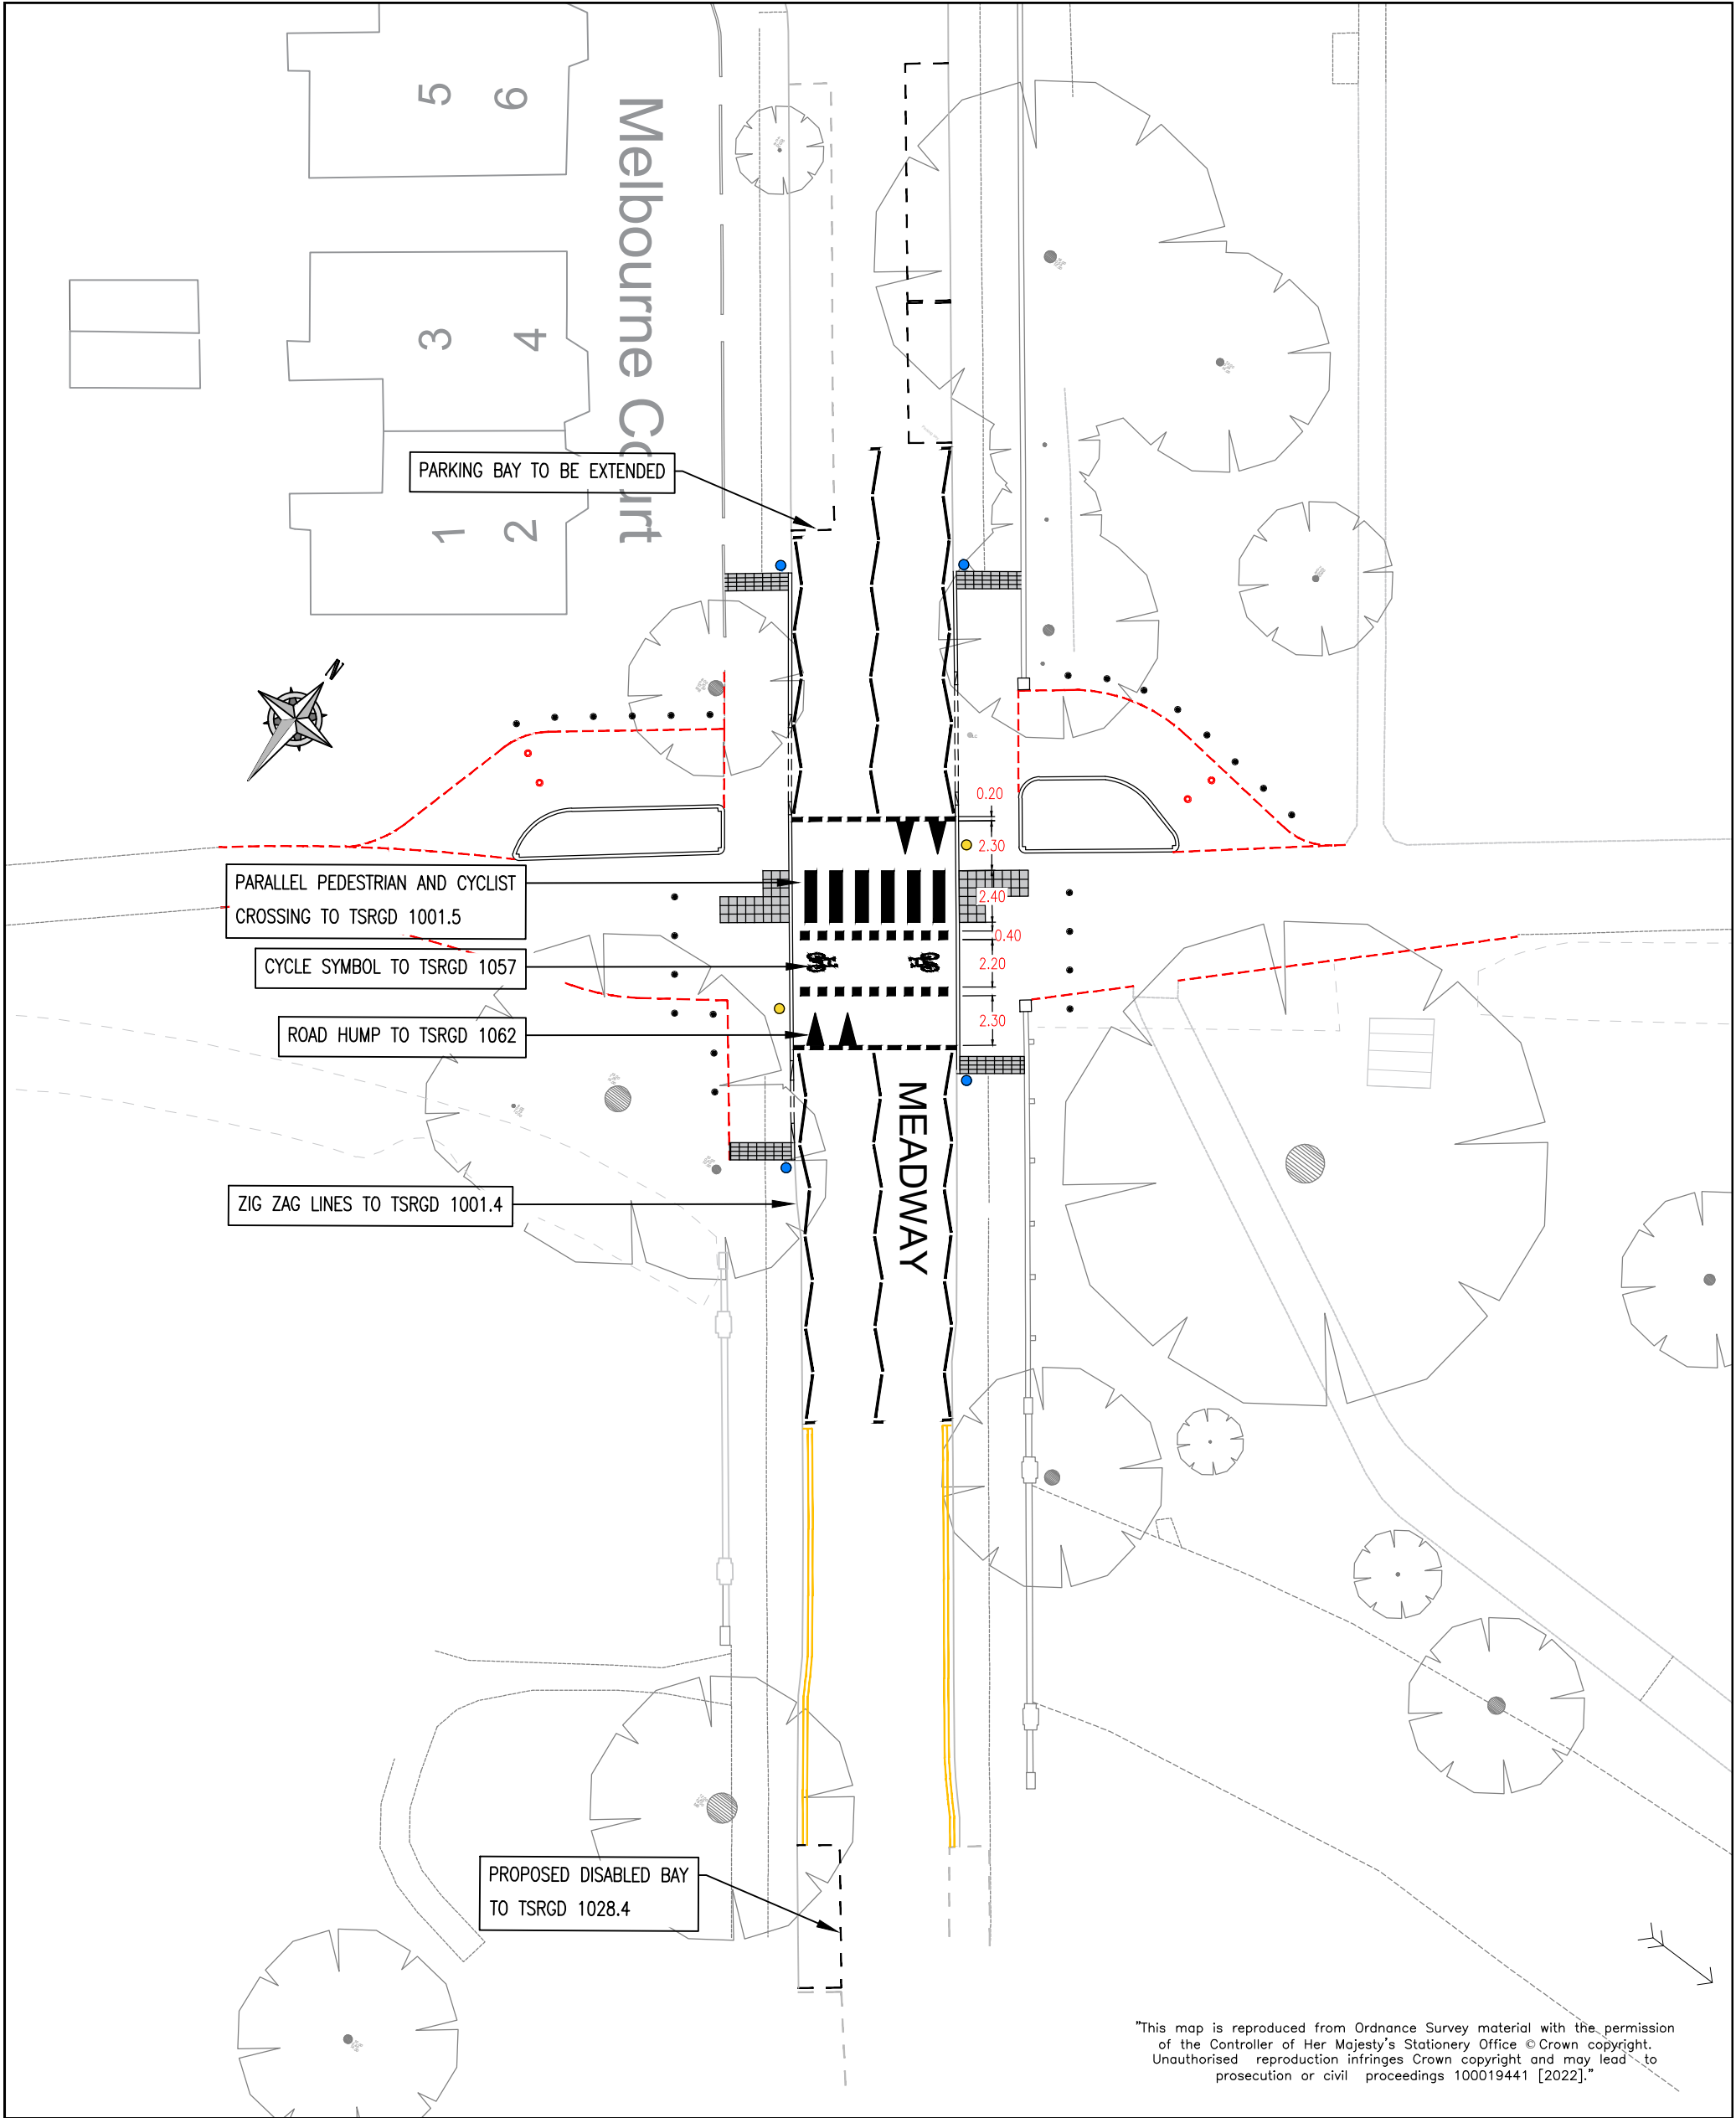 5
6
Melbourne Court
3
4
PARKING BAY TO BE EXTENDED
1
2
N
0.20
2.30
PARALLEL PEDESTRIAN AND CYCLIST
CROSSING TO TSRGD 1001.5
2.40
0.40
CYCLE SYMBOL TO TSRGD 1057
2.20
ROAD HUMP TO TSRGD 1062
2.30
MEADWAY
ZIG ZAG LINES TO TSRGD 1001.4
PROPOSED DISABLED BAY
TO TSRGD 1028.4
"This map is reproduced from Ordnance Survey material with the permission
of the Controller of Her Majesty's Stationery Office © Crown copyright.
Unauthorised reproduction infringes Crown copyright and may lead to
prosecution or civil proceedings 100019441 [2022]."